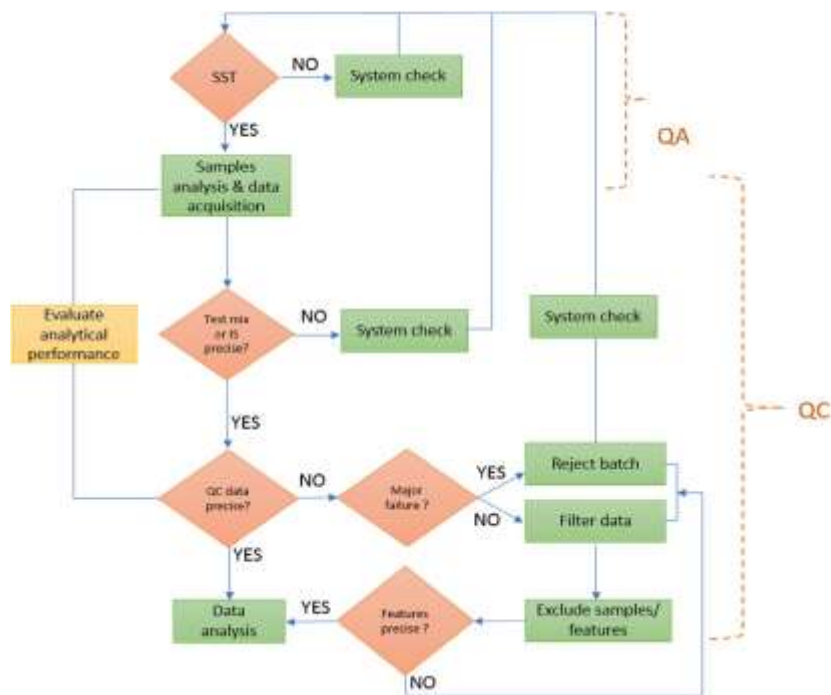 SST
NO
System check
YES
QA
Samples
analysis & data
acquisition
Evaluate
analytical
performance
Test mix
or IS
precise?
NO
System check
System check
QC
YES
QC data
precise?
NO
Major
failure ?
YES
Reject batch
NO
Filter data
YES
Data
analysis
YES
Features
precise ?
Exclude samples/
features
NO